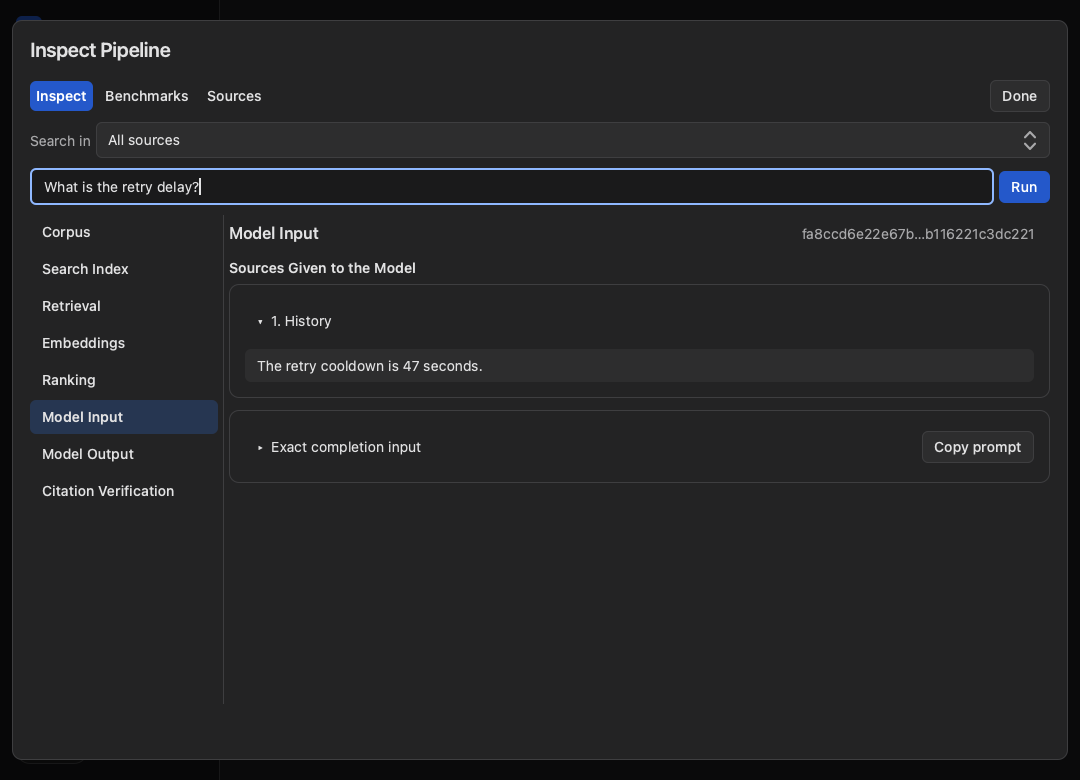 Inspect Pipeline
Inspect Benchmarks Sources Done
Search in All sources
What is the retry delay? Run
Corpus
Search Index
Retrieval
Embeddings
Ranking
Model Input
Model Output
Citation Verification
Model Input fa8ccd6e22e67b...b116221c3dc221
Sources Given to the Model
1. History
The retry cooldown is 47 seconds.
Exact completion input Copy prompt